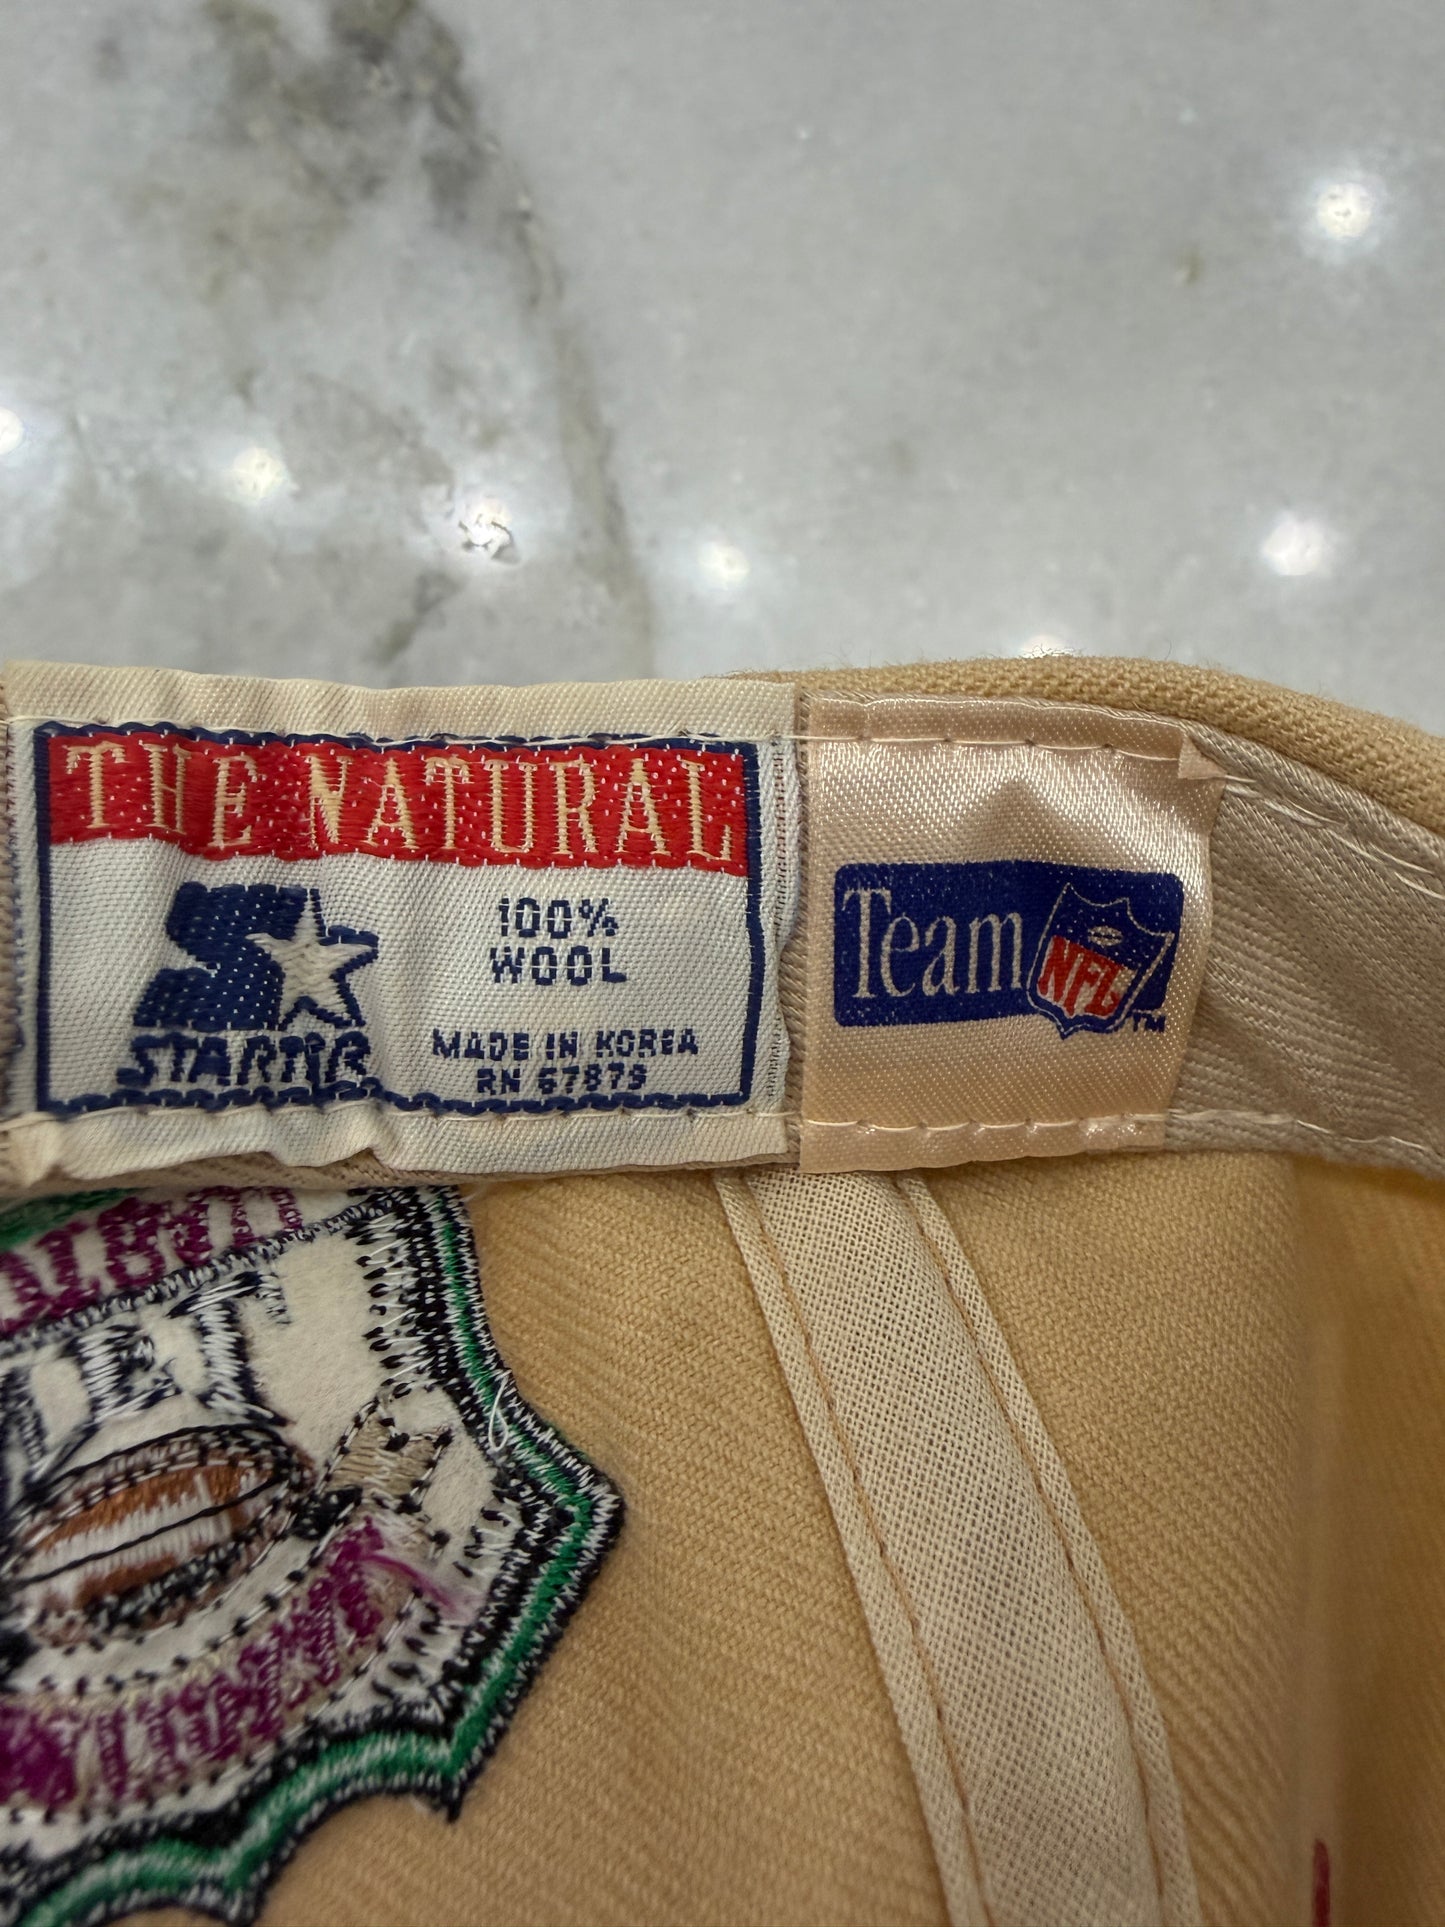 THE NATURAL
100%
WOOL
STARTER
MADE IN KOREA
RN 67879
Team NFL TM